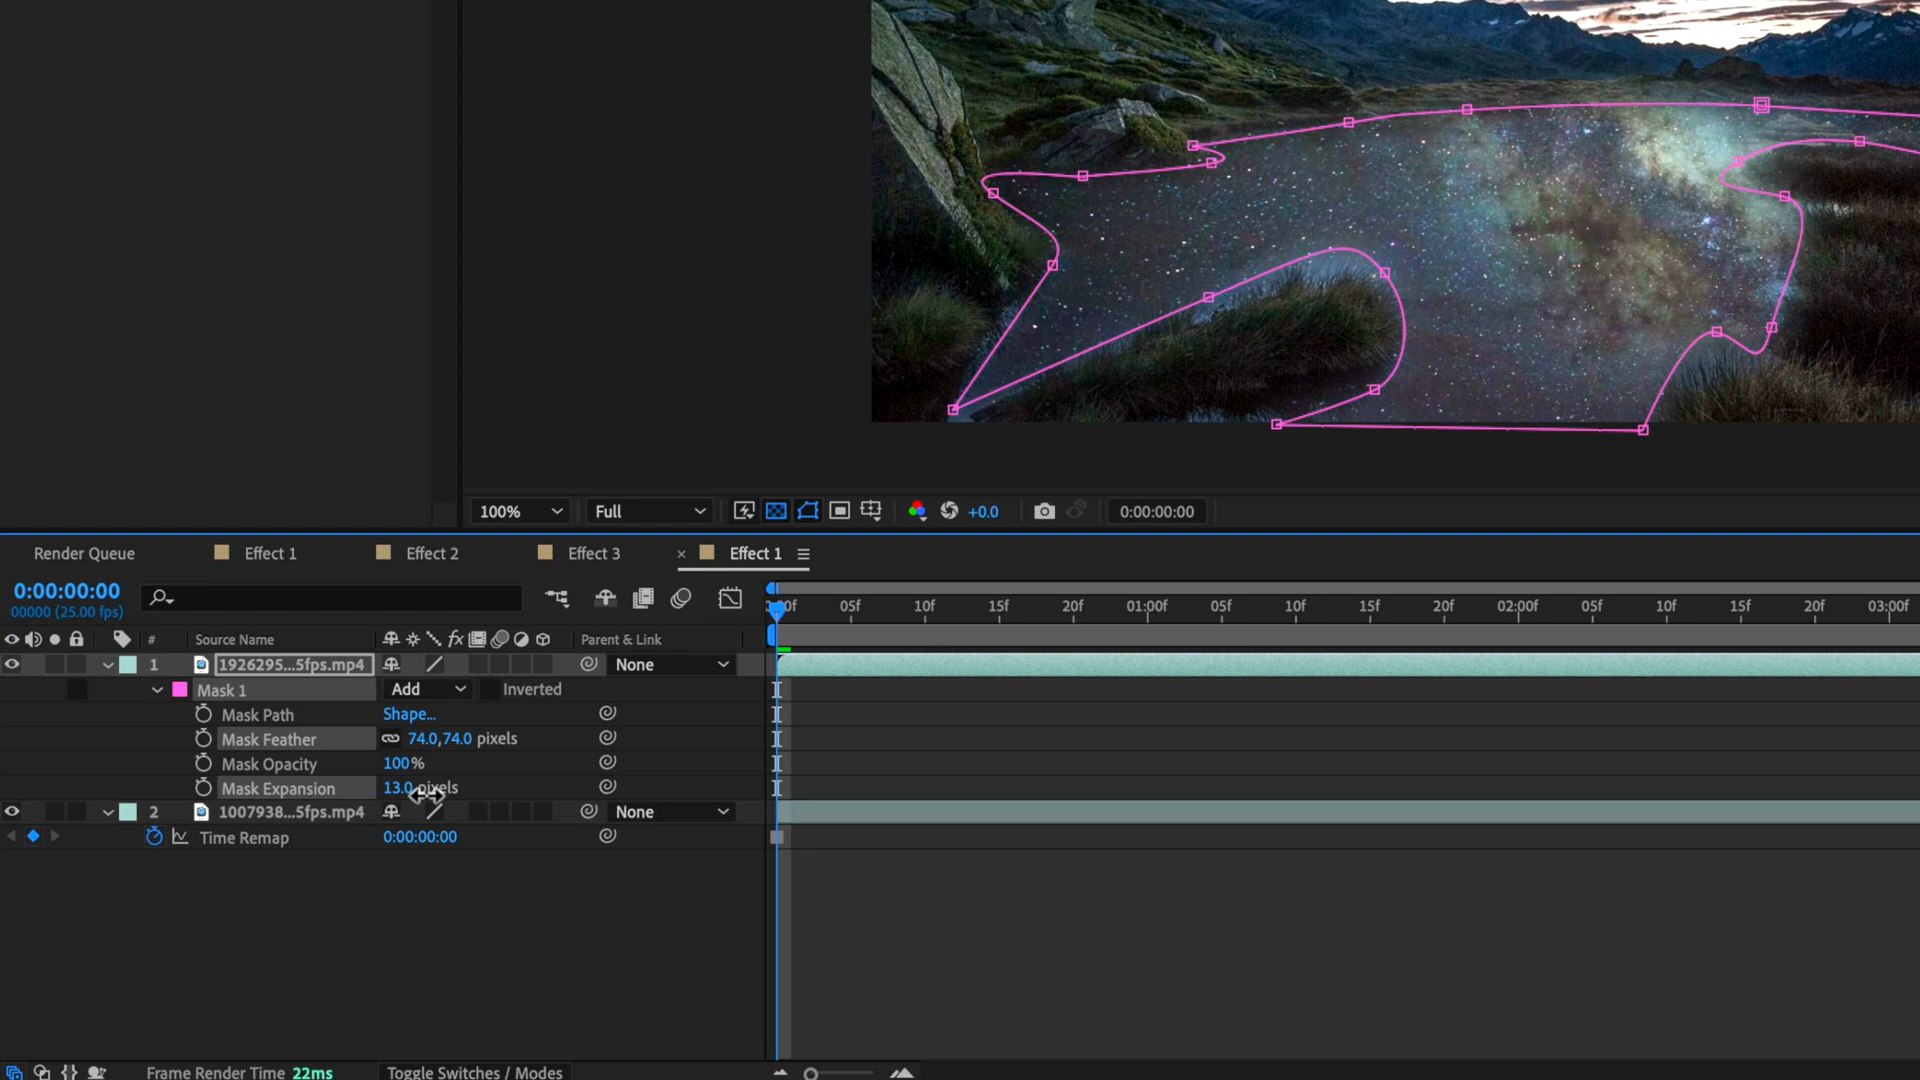 100% Full +0.0 0:00:00:00
Render Queue Effect 1 Effect 2 Effect 3 × Effect 1
0:00:00:00
00000 (25.00 fps)
05f 10f 15f 20f 01:00f 05f 10f 15f 20f 02:00f 05f 10f 15f 20f 03:00f
# Source Name fx Parent & Link
1 1926295...5fps.mp4 None
Mask 1 Add Inverted
Mask Path Shape...
Mask Feather 74.0,74.0 pixels
Mask Opacity 100%
Mask Expansion 13.0 pixels
2 1007938...5fps.mp4 None
Time Remap 0:00:00:00
Frame Render Time 22ms Toggle Switches / Modes